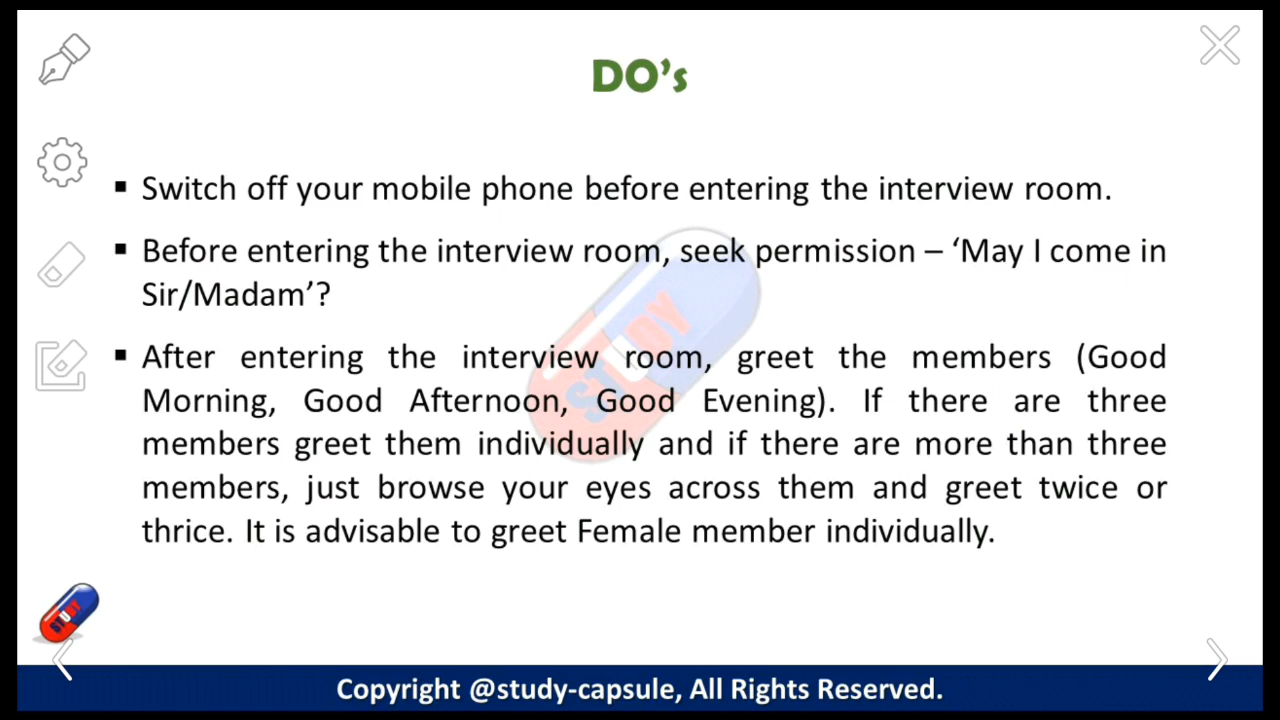 DO's
▪ Switch off your mobile phone before entering the interview room.
▪ Before entering the interview room, seek permission – ‘May I come in
Sir/Madam’?
▪ After entering the interview room, greet the members (Good
Morning, Good Afternoon, Good Evening). If there are three
members greet them individually and if there are more than three
members, just browse your eyes across them and greet twice or
thrice. It is advisable to greet Female member individually.
STUDY
STUDY
Copyright @study-capsule, All Rights Reserved.